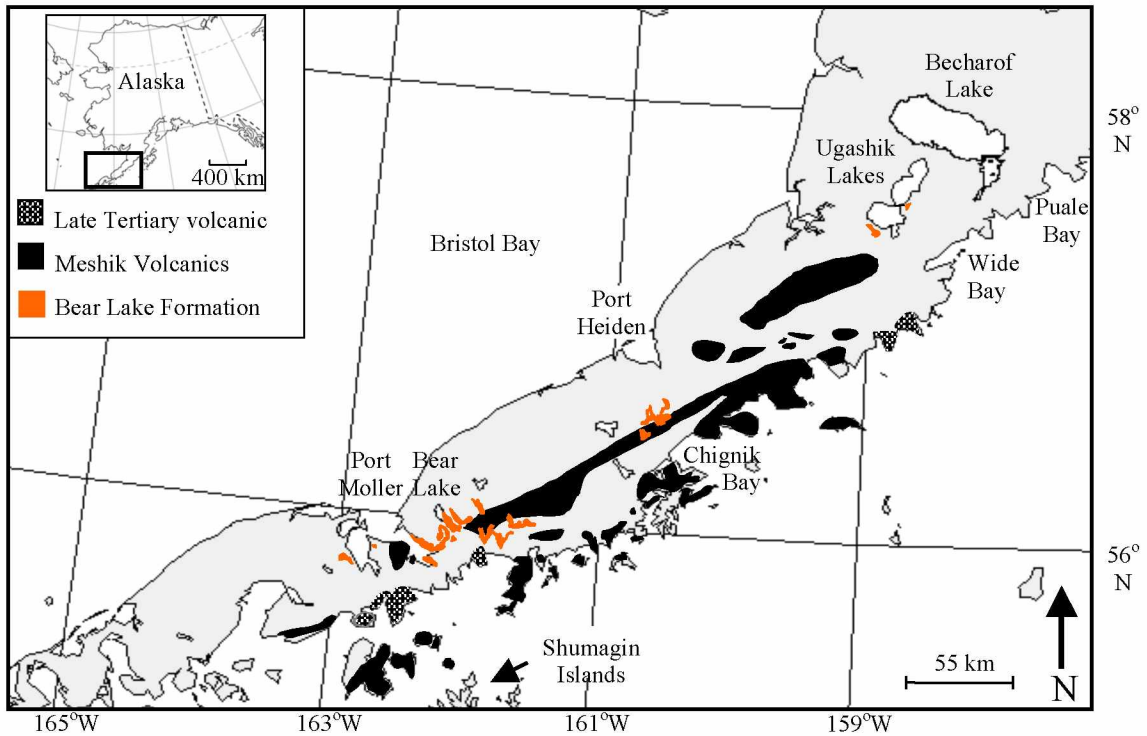 Alaska
400 km
Late Tertiary volcanic
Meshik Volcanics
Bear Lake Formation
Becharof
Lake
58°
N
Ugashik
Lakes
Puale
Bay
Bristol Bay
Wide
Bay
Port
Heiden
Port
Moller
Bear
Lake
Chignik
Bay
56°
N
Shumagin
Islands
55 km
N
165°W
163°W
161°W
159°W